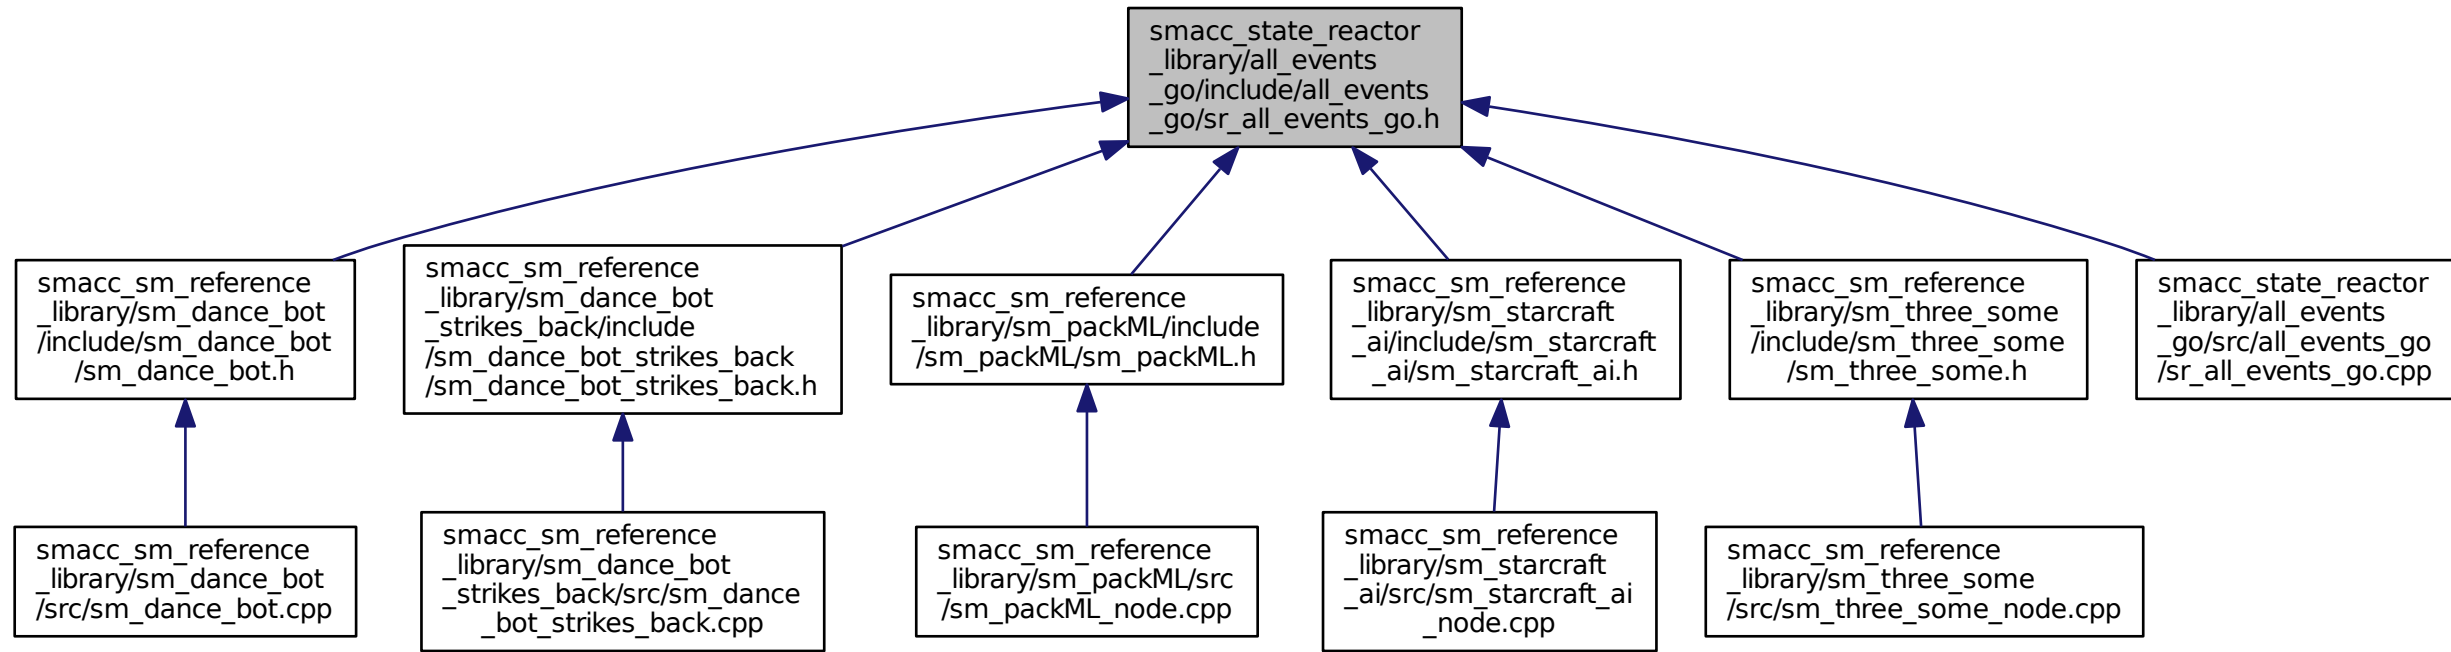 smacc_state_reactor
_library/all_events
_go/include/all_events
_go/sr_all_events_go.h
smacc_sm_reference
_library/sm_dance_bot
/include/sm_dance_bot
/sm_dance_bot.h
smacc_sm_reference
_library/sm_dance_bot
_strikes_back/include
/sm_dance_bot_strikes_back
/sm_dance_bot_strikes_back.h
smacc_sm_reference
_library/sm_packML/include
/sm_packML/sm_packML.h
smacc_sm_reference
_library/sm_starcraft
_ai/include/sm_starcraft
_ai/sm_starcraft_ai.h
smacc_sm_reference
_library/sm_three_some
/include/sm_three_some
/sm_three_some.h
smacc_state_reactor
_library/all_events
_go/src/all_events_go
/sr_all_events_go.cpp
smacc_sm_reference
_library/sm_dance_bot
/src/sm_dance_bot.cpp
smacc_sm_reference
_library/sm_dance_bot
_strikes_back/src/sm_dance
_bot_strikes_back.cpp
smacc_sm_reference
_library/sm_packML/src
/sm_packML_node.cpp
smacc_sm_reference
_library/sm_starcraft
_ai/src/sm_starcraft_ai
_node.cpp
smacc_sm_reference
_library/sm_three_some
/src/sm_three_some_node.cpp